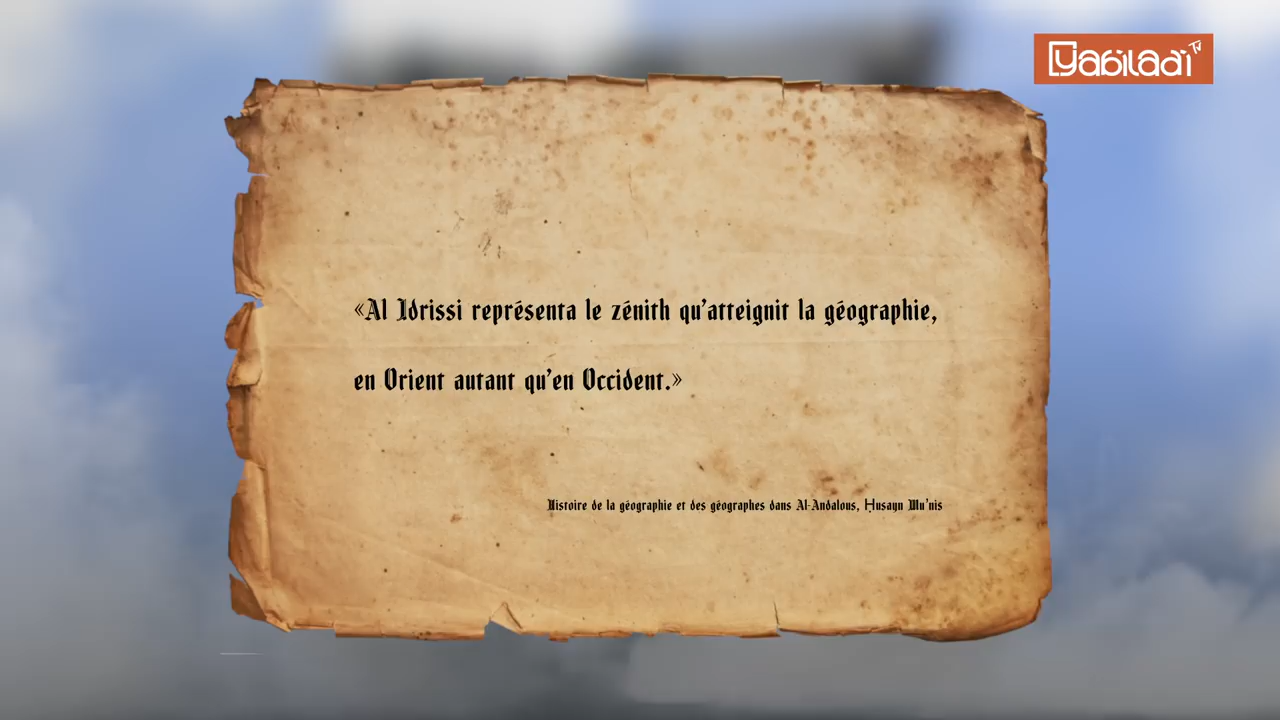 Yabiladi TV
«Al Idrissi représenta le zénith qu'atteignit la géographie,
en Orient autant qu'en Occident.»
Histoire de la géographie et des géographes dans Al-Andalous, Ḥusayn Mu'nis